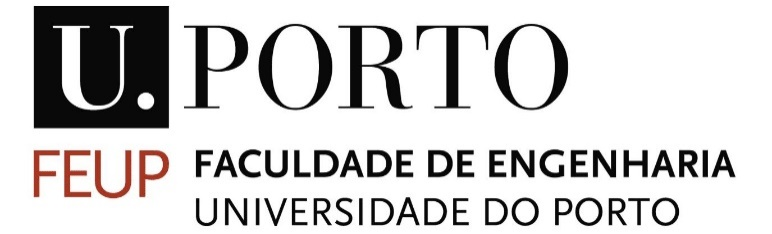 U. PORTO
FEUP FACULDADE DE ENGENHARIA
UNIVERSIDADE DO PORTO